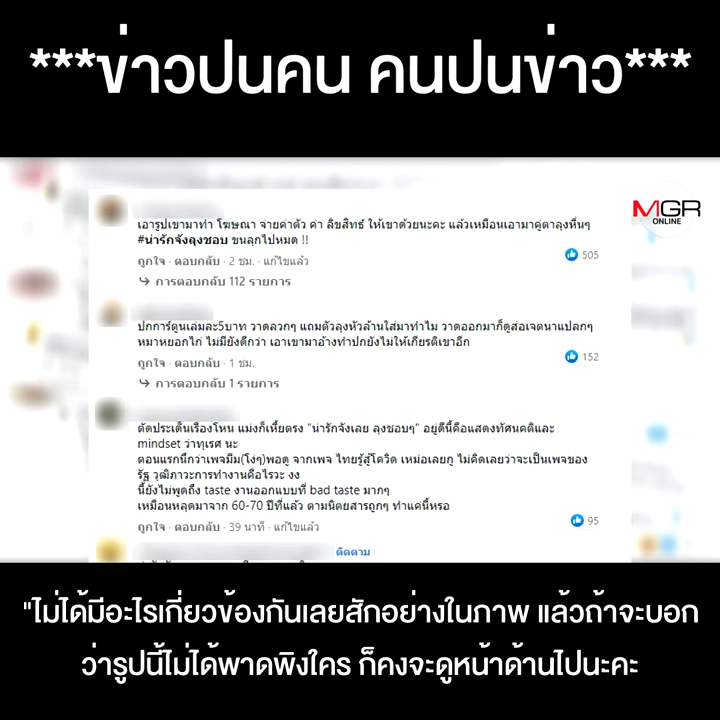 ***ข่าวปนคน คนปนข่าว***
MGR
ONLINE
เอารูปเขามาทำ โฆษณา จ่ายค่าตัว ค่า ลิขสิทธ์ ให้เขาด้วยนะคะ แล้วเหมือนเอามาคู่ตาลุงหื่นๆ
#น่ารักจังลุงชอบ ขนลุกไปหมด !!
ถูกใจ · ตอบกลับ · 2 ชม. · แก้ไขแล้ว
505
การตอบกลับ 112 รายการ
ปกการ์ตูนเล่มละ5บาท วาดลวกๆ แถมตัวลุงหัวล้านใส่มาทำไม วาดออกมาก็ดูส่อเจตนาแปลกๆ
หมาหยอกไก่ ไม่มียังดีกว่า เอาเขามาอ้างทำปกยังไม่ให้เกียรติเขาอีก
ถูกใจ · ตอบกลับ · 1 ชม.
152
การตอบกลับ 1 รายการ
ตัดประเด็นเรื่องโหน แม่งก็เหี้ยตรง "น่ารักจังเลย ลุงชอบๆ" อยู่ดีนี้คือแสดงทัศนคติและ
mindset ว่าทุเรศ นะ
ตอนแรกนึกว่าเพจมีม(โง่ๆ)พอดู จากเพจ ไทยรู้สู้โควิด เหม่อเลยกู ไม่คิดเลยว่าจะเป็นเพจของ
รัฐ วุฒิภาวะการทำงานคือไรวะ งง
นี้ยังไม่พูดถึง taste งานออกแบบที่ bad taste มากๆ
เหมือนหลุดมาจาก 60-70 ปีที่แล้ว ตามนิตยสารถูกๆ ทำแค่นี้หรอ
ถูกใจ · ตอบกลับ · 39 นาที · แก้ไขแล้ว
95
ติดตาม
"ไม่ได้มีอะไรเกี่ยวข้องกันเลยสักอย่างในภาพ แล้วถ้าจะบอก
ว่ารูปนี้ไม่ได้พาดพิงใคร ก็คงจะดูหน้าด้านไปนะคะ